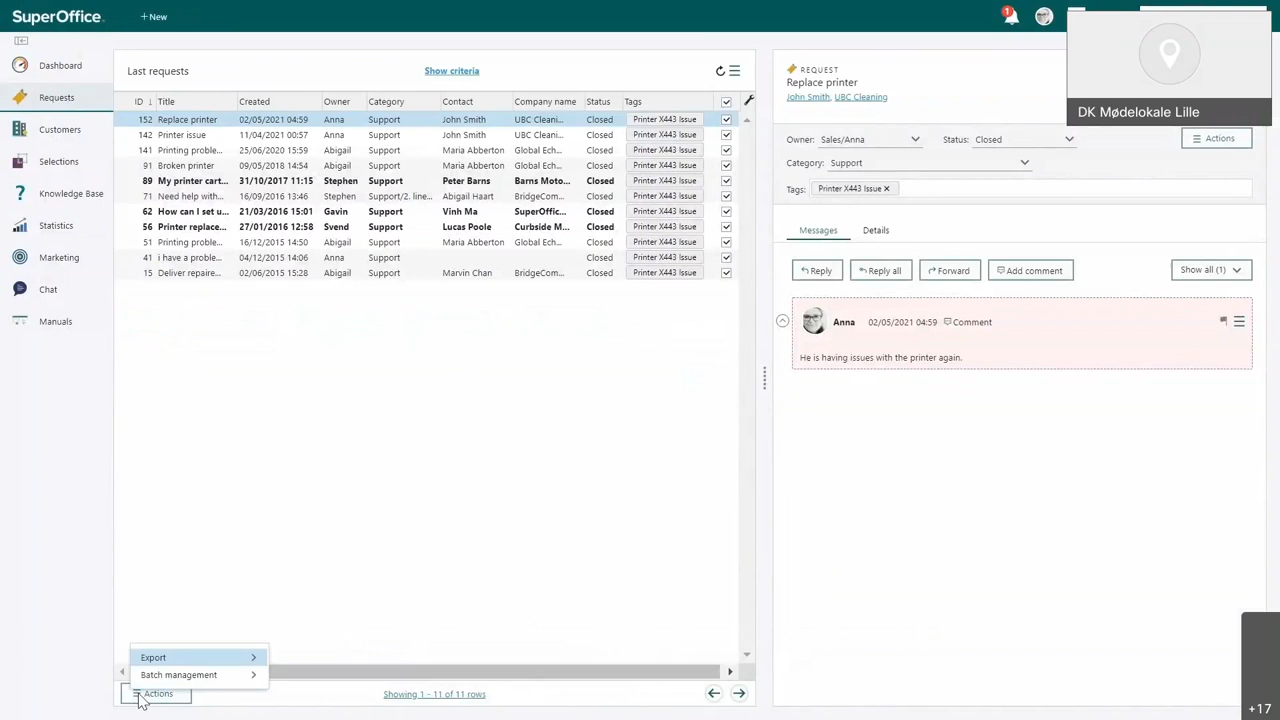 SuperOffice
+ New
1
DK Mødelokale Lille
Dashboard
Requests
Customers
Selections
Knowledge Base
Statistics
Marketing
Chat
Manuals
Last requests
Show criteria
ID Title Created Owner Category Contact Company name Status Tags
152 Replace printer 02/05/2021 04:59 Anna Support John Smith UBC Cleani... Closed Printer X443 Issue
142 Printer issue 11/04/2021 00:57 Anna Support John Smith UBC Cleani... Closed Printer X443 Issue
141 Printing proble... 25/06/2020 15:59 Abigail Support Maria Abberton Global Ech... Closed Printer X443 Issue
91 Broken printer 09/05/2018 14:54 Abigail Support Maria Abberton Global Ech... Closed Printer X443 Issue
89 My printer cart... 31/10/2017 11:15 Stephen Support Peter Barns Barns Moto... Closed Printer X443 Issue
71 Need help with... 16/09/2016 13:46 Stephen Support/2. line... Abigail Haart BridgeCom... Closed Printer X443 Issue
62 How can I set u... 21/03/2016 15:01 Gavin Support Vinh Ma SuperOffic... Closed Printer X443 Issue
56 Printer replace... 27/01/2016 12:58 Svend Support Lucas Poole Curbside M... Closed Printer X443 Issue
51 Printing proble... 16/12/2015 14:20 Abigail Support Maria Abberton Global Ech... Closed Printer X443 Issue
41 i have a proble... 04/12/2015 14:06 Anna Support Closed Printer X443 Issue
15 Deliver repaire... 02/06/2015 15:28 Abigail Support Marvin Chan BridgeCom... Closed Printer X443 Issue
Export
Batch management
Actions
Showing 1 - 11 of 11 rows
REQUEST
Replace printer
John Smith, UBC Cleaning
Owner: Sales/Anna Status: Closed
Actions
Category: Support
Tags: Printer X443 Issue ×
Messages Details
Reply Reply all Forward Add comment Show all (1)
Anna 02/05/2021 04:59 Comment
He is having issues with the printer again.
+17